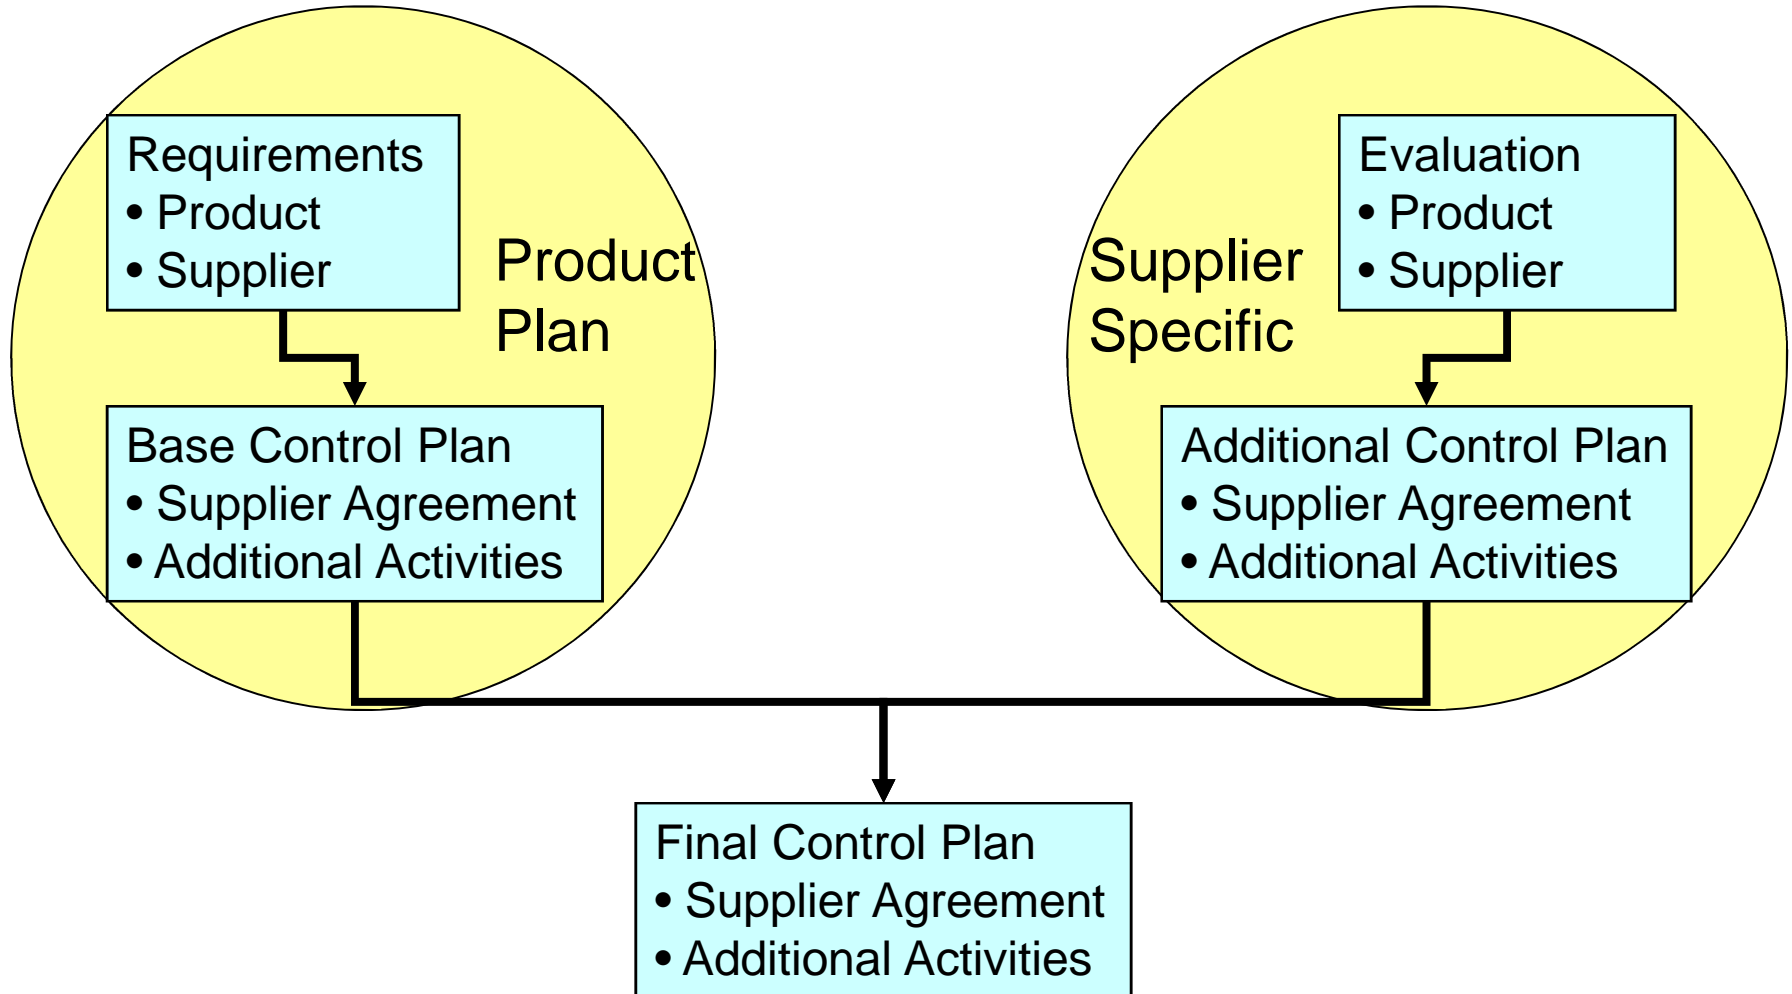 Requirements
• Product
• Supplier
Product
Plan
Base Control Plan
• Supplier Agreement
• Additional Activities
Supplier
Specific
Evaluation
• Product
• Supplier
Additional Control Plan
• Supplier Agreement
• Additional Activities
Final Control Plan
• Supplier Agreement
• Additional Activities